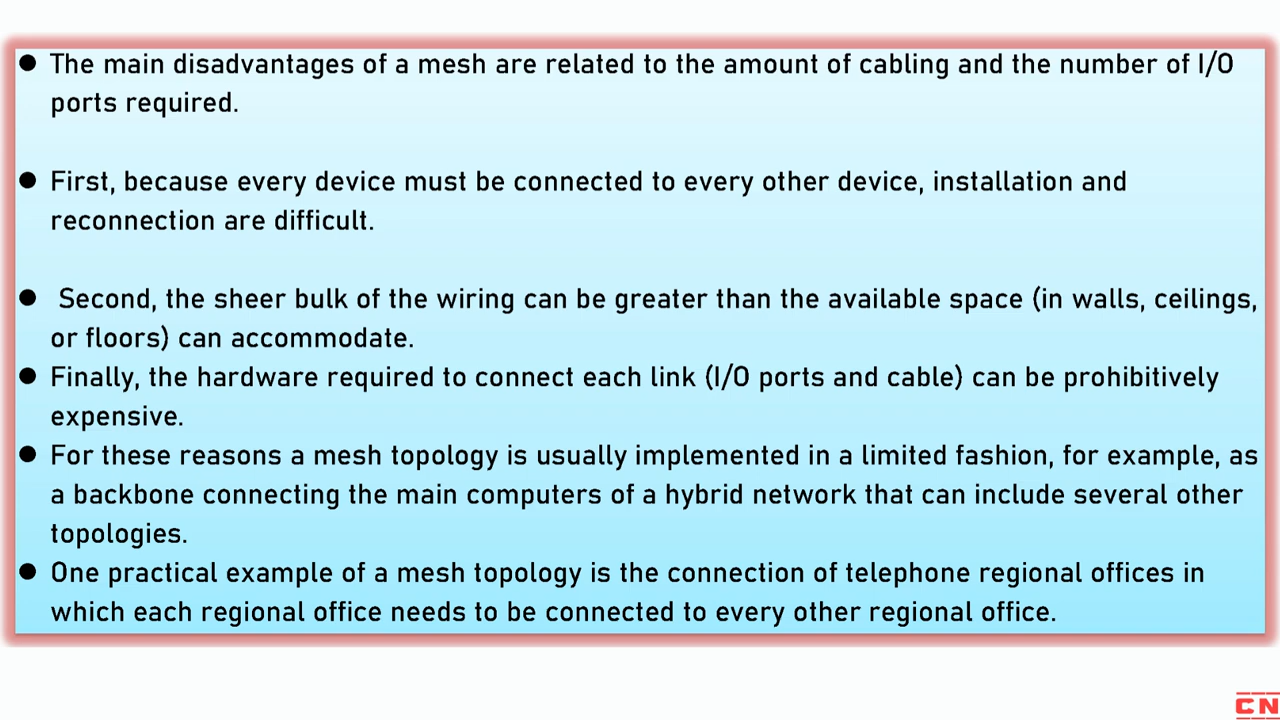 ● The main disadvantages of a mesh are related to the amount of cabling and the number of I/O
ports required.
● First, because every device must be connected to every other device, installation and
reconnection are difficult.
● Second, the sheer bulk of the wiring can be greater than the available space (in walls, ceilings,
or floors) can accommodate.
● Finally, the hardware required to connect each link (I/O ports and cable) can be prohibitively
expensive.
● For these reasons a mesh topology is usually implemented in a limited fashion, for example, as
a backbone connecting the main computers of a hybrid network that can include several other
topologies.
● One practical example of a mesh topology is the connection of telephone regional offices in
which each regional office needs to be connected to every other regional office.
CN